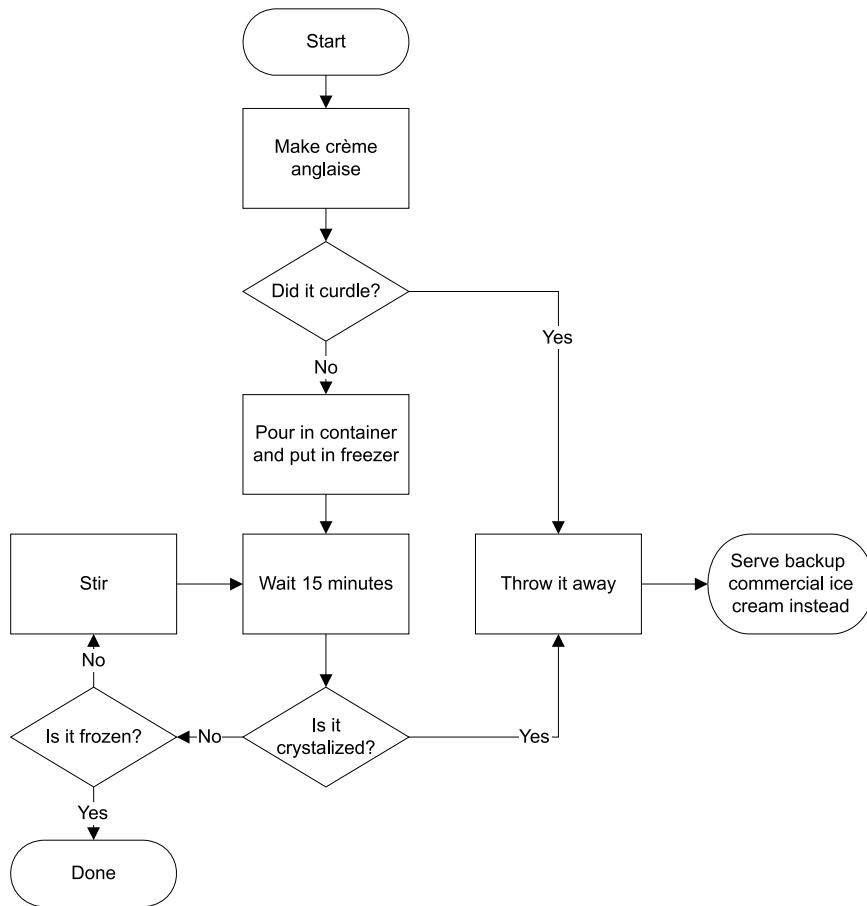 Start
Make crème
anglaise
Did it curdle?
Yes
No
Pour in container
and put in freezer
Stir
Wait 15 minutes
Throw it away
Serve backup
commercial ice
cream instead
No
Is it frozen?
No
Is it
crystalized?
Yes
Yes
Done